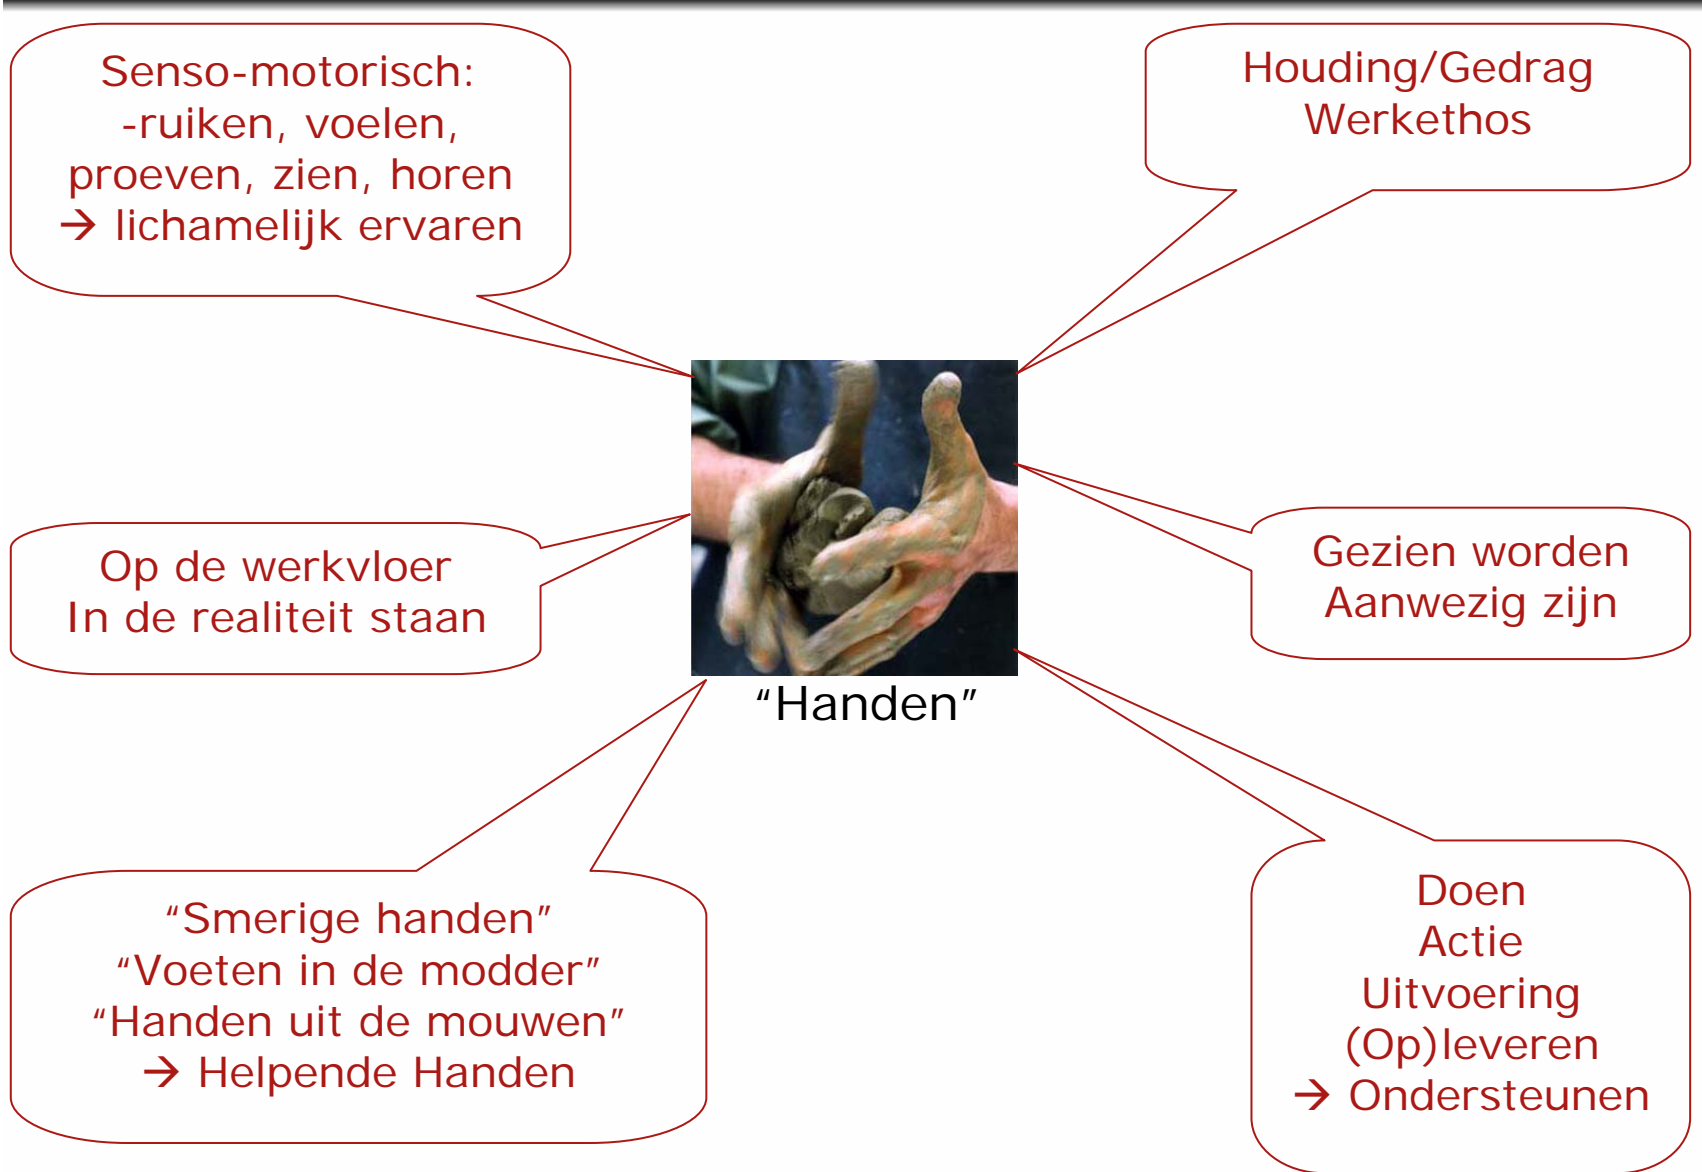 Senso-motorisch:
-ruiken, voelen,
proeven, zien, horen
→ lichamelijk ervaren
Houding/Gedrag
Werkethos
Op de werkvloer
In de realiteit staan
Gezien worden
Aanwezig zijn
“Handen”
“Smerige handen”
“Voeten in de modder”
“Handen uit de mouwen”
→ Helpende Handen
Doen
Actie
Uitvoering
(Op)leveren
→ Ondersteunen